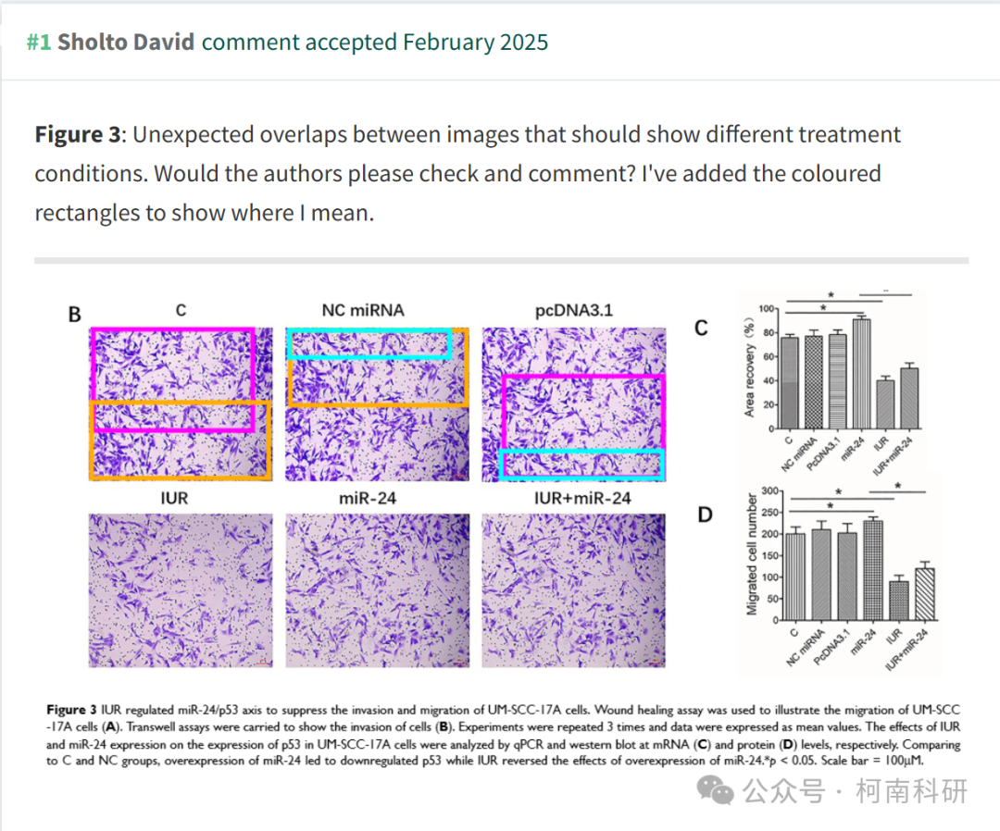 #1 Sholto David comment accepted February 2025
Figure 3: Unexpected overlaps between images that should show different treatment
conditions. Would the authors please check and comment? I've added the coloured
rectangles to show where I mean.
B
C
NC miRNA
pcDNA3.1
IUR
miR-24
IUR+miR-24
C
Area recovery (%)
100
80
60
40
20
0
*
*
C
NC miRNA
PcDNA3.1
miR-24
IUR
IUR+miR-24
D
Migrated cell number
300
250
200
150
100
50
0
*
*
*
C
NC miRNA
PcDNA3.1
miR-24
IUR
IUR+miR-24
Figure 3 IUR regulated miR-24/p53 axis to suppress the invasion and migration of UM-SCC-17A cells. Wound healing assay was used to illustrate the migration of UM-SCC
-17A cells (A). Transwell assays were carried to show the invasion of cells (B). Experiments were repeated 3 times and data were expressed as mean values. The effects of IUR
and miR-24 expression on the expression of p53 in UM-SCC-17A cells were analyzed by qPCR and western blot at mRNA (C) and protein (D) levels, respectively. Comparing
to C and NC groups, overexpression of miR-24 led to downregulated p53 while IUR reversed the effects of overexpression of miR-24.*p < 0.05. Scale bar = 100μM.
公众号 · 柯南科研